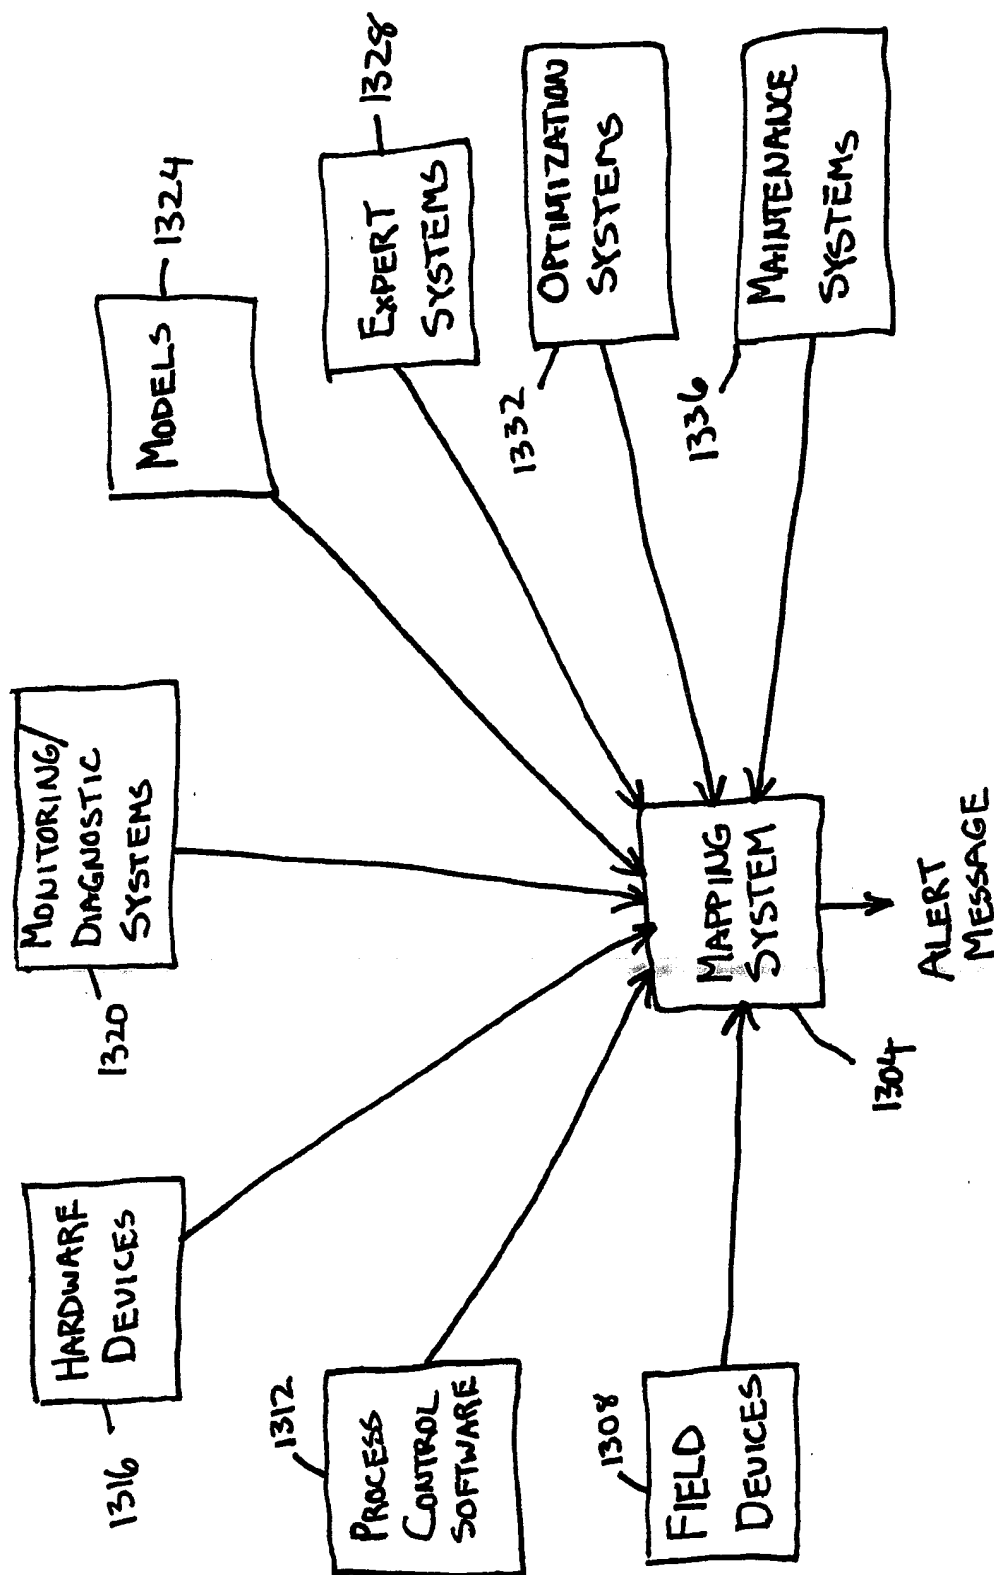 HARDWARE
DEVICES
1316
MONITORING/
DIAGNOSTIC
SYSTEMS
1320
MODELS
1324
EXPERT
SYSTEMS
1328
PROCESS
CONTROL
SOFTWARE
1312
OPTIMIZATION
SYSTEMS
1332
FIELD
DEVICES
1308
MAPPING
SYSTEM
1304
MAINTENANCE
SYSTEMS
1336
ALERT
MESSAGE